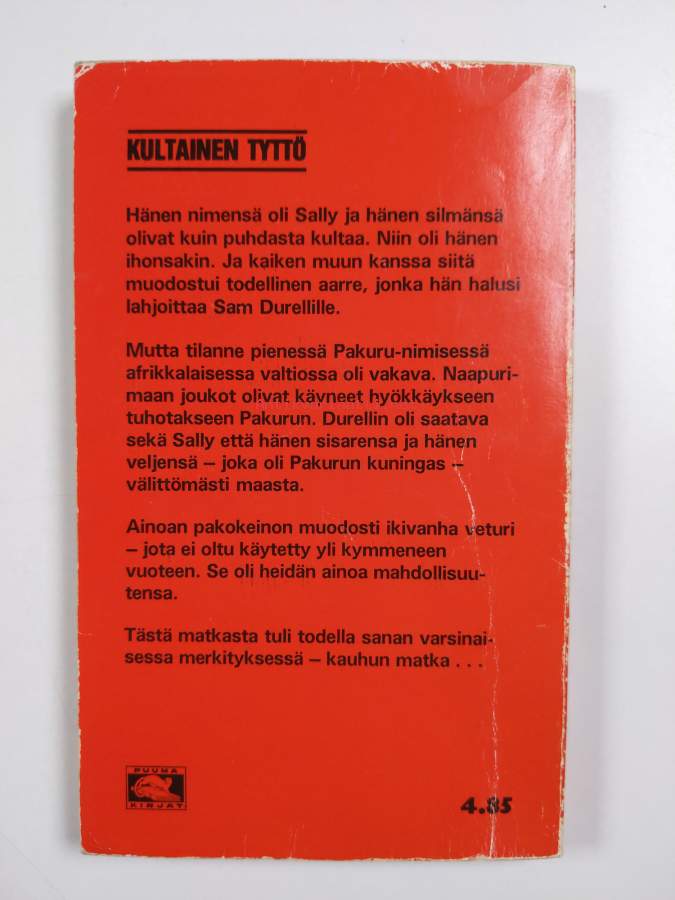 KULTAINEN TYTTÖ
Hänen nimensä oli Sally ja hänen silmänsä
olivat kuin puhdasta kultaa. Niin oli hänen
ihonsakin. Ja kaiken muun kanssa siitä
muodostui todellinen aarre, jonka hän halusi
lahjoittaa Sam Durellille.
Mutta tilanne pienessä Pakuru-nimisessä
afrikkalaisessa valtiossa oli vakava. Naapuri-
maan joukot olivat käyneet hyökkäykseen
tuhotakseen Pakurun. Durellin oli saatava
sekä Sally että hänen sisarensa ja hänen
veljensä – joka oli Pakurun kuningas –
välittömästi maasta.
Ainoan pakokeinon muodosti ikivanha veturi
– jota ei oltu käytetty yli kymmeneen
vuoteen. Se oli heidän ainoa mahdollisuu-
tensa.
Tästä matkasta tuli todella sanan varsinai-
sessa merkityksessä – kauhun matka . . .
PUUMA
KIRJAT
4.85